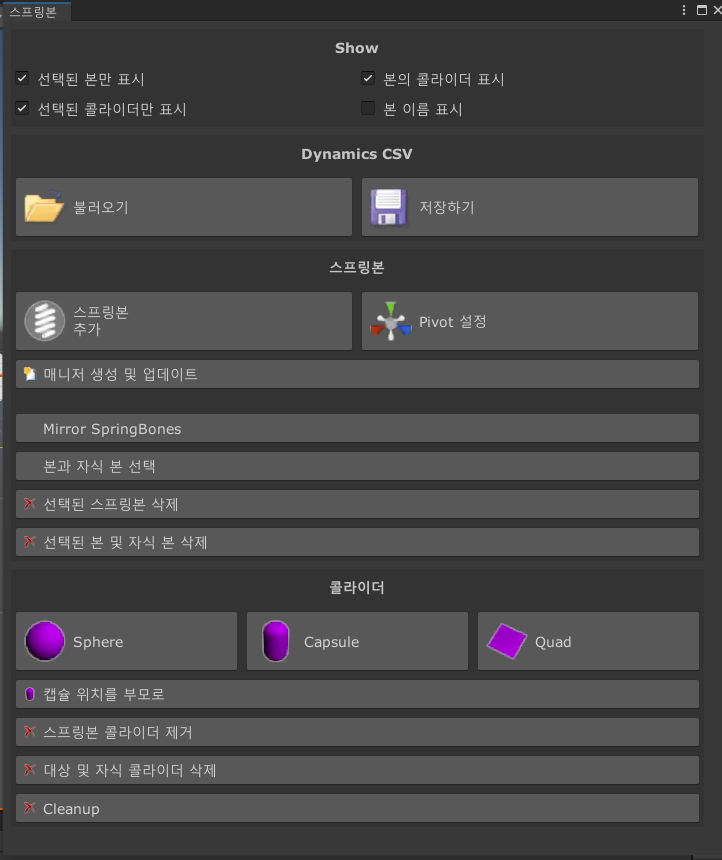 스프링본
Show
선택된 본만 표시
본의 콜라이더 표시
선택된 콜라이더만 표시
본 이름 표시
Dynamics CSV
불러오기
저장하기
스프링본
스프링본
추가
Pivot 설정
매니저 생성 및 업데이트
Mirror SpringBones
본과 자식 본 선택
선택된 스프링본 삭제
선택된 본 및 자식 본 삭제
콜라이더
Sphere
Capsule
Quad
캡슐 위치를 부모로
스프링본 콜라이더 제거
대상 및 자식 콜라이더 삭제
Cleanup